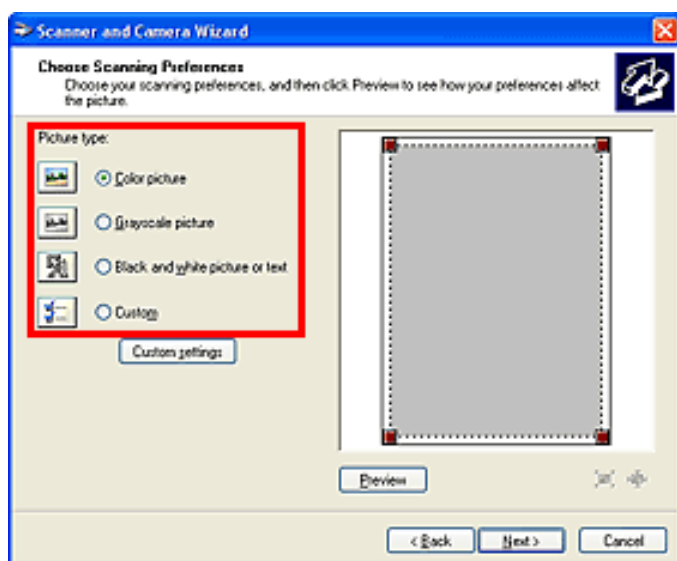 Scanner and Camera Wizard
Choose Scanning Preferences
Choose your scanning preferences, and then click Preview to see how your preferences affect
the picture.
Picture type:
Color picture
Grayscale picture
Black and white picture or text
Custom
Custom settings
Preview
< Back
Next >
Cancel